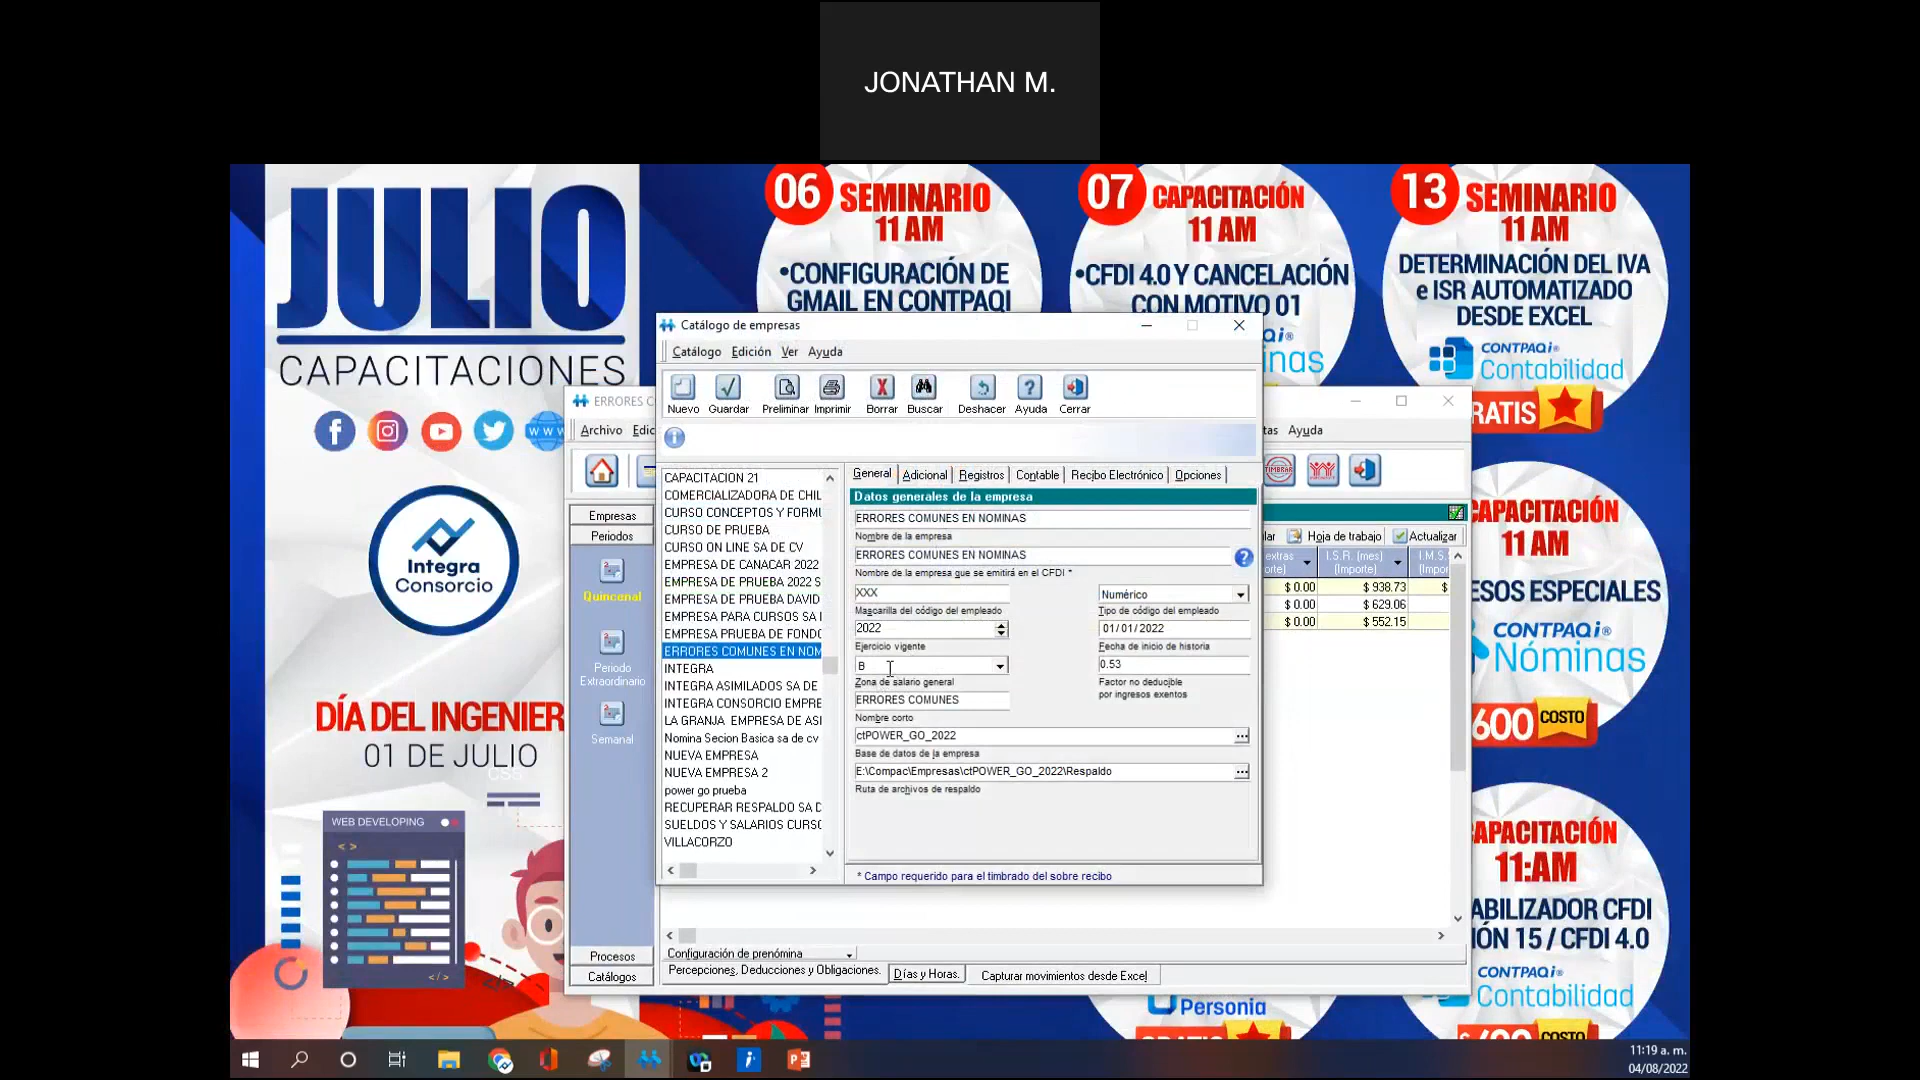 JONATHAN M.
JULIO
CAPACITACIONES
www
Integra
Consorcio
DÍA DEL INGENIER
01 DE JULIO
CSS
WEB DEVELOPING
< >
</>
06 SEMINARIO
11 AM
•CONFIGURACIÓN DE
GMAIL EN CONTPAQI
07 CAPACITACIÓN
11 AM
•CFDI 4.0 Y CANCELACIÓN
CON MOTIVO 01
inas
13 SEMINARIO
11 AM
DETERMINACIÓN DEL IVA
e ISR AUTOMATIZADO
DESDE EXCEL
CONTPAQi®
Contabilidad
RATIS
APACITACIÓN
11 AM
ESOS ESPECIALES
CONTPAQi®
Nóminas
600 COSTO
APACITACIÓN
11:AM
ABILIZADOR CFDI
IÓN 15 / CFDI 4.0
CONTPAQi®
Contabilidad
COSTO
Personia
GRATIS
ERRORES C
Archivo Edic
tas Ayuda
TIMBRAR
Empresas
Periodos
Quincenal
Periodo
Extraordinario
Semanal
Procesos
Catálogos
lar Hoja de trabajo Actualizar
extras I.S.R. (mes) I.M.S.
orte) (Importe) (Impor
$ 0.00 $ 938.73 $
$ 0.00 $ 629.06
$ 0.00 $ 552.15
Configuración de prenómina
Percepciones, Deducciones y Obligaciones. Días y Horas. Capturar movimientos desde Excel
Catálogo de empresas
Catálogo Edición Ver Ayuda
Nuevo Guardar Preliminar Imprimir Borrar Buscar Deshacer Ayuda Cerrar
CAPACITACION 21
COMERCIALIZADORA DE CHIL
CURSO CONCEPTOS Y FORMU
CURSO DE PRUEBA
CURSO ON LINE SA DE CV
EMPRESA DE CANACAR 2022
EMPRESA DE PRUEBA 2022 S
EMPRESA DE PRUEBA DAVID
EMPRESA PARA CURSOS SA
EMPRESA PRUEBA DE FONDO
ERRORES COMUNES EN NOM
INTEGRA
INTEGRA ASIMILADOS SA DE
INTEGRA CONSORCIO EMPRE
LA GRANJA EMPRESA DE ASI
Nomina Secion Basica sa de cv
NUEVA EMPRESA
NUEVA EMPRESA 2
power go prueba
RECUPERAR RESPALDO SA D
SUELDOS Y SALARIOS CURSO
VILLACORZO
General Adicional Registros Contable Recibo Electrónico Opciones
Datos generales de la empresa
ERRORES COMUNES EN NOMINAS
Nombre de la empresa
ERRORES COMUNES EN NOMINAS
Nombre de la empresa que se emitirá en el CFDI *
XXX Numérico
Mascarilla del código del empleado Tipo de código del empleado
2022 01/01/2022
Ejercicio vigente Fecha de inicio de historia
B 0.53
Zona de salario general Factor no deducible
por ingresos exentos
ERRORES COMUNES
Nombre corto
ctPOWER_GO_2022
Base de datos de la empresa
E:\Compac\Empresas\ctPOWER_GO_2022\Respaldo
Ruta de archivos de respaldo
* Campo requerido para el timbrado del sobre recibo
11:19 a. m.
04/08/2022